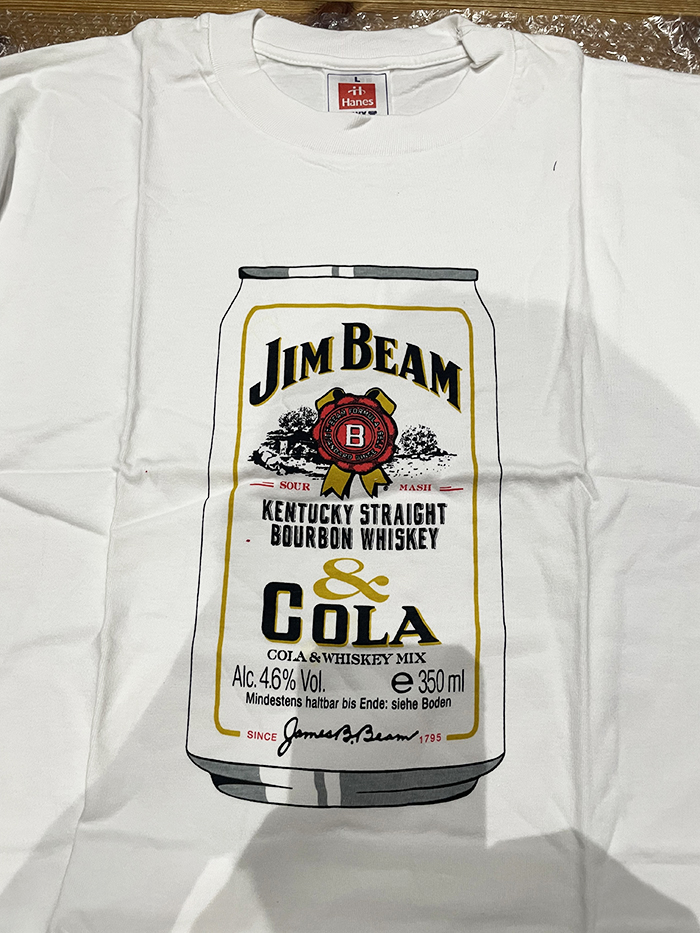 L
Hanes
JIM BEAM
B
SOUR MASH
KENTUCKY STRAIGHT
BOURBON WHISKEY
&
COLA
COLA & WHISKEY MIX
Alc. 4.6% Vol. e 350 ml
Mindestens haltbar bis Ende: siehe Boden
SINCE James B. Beam 1795